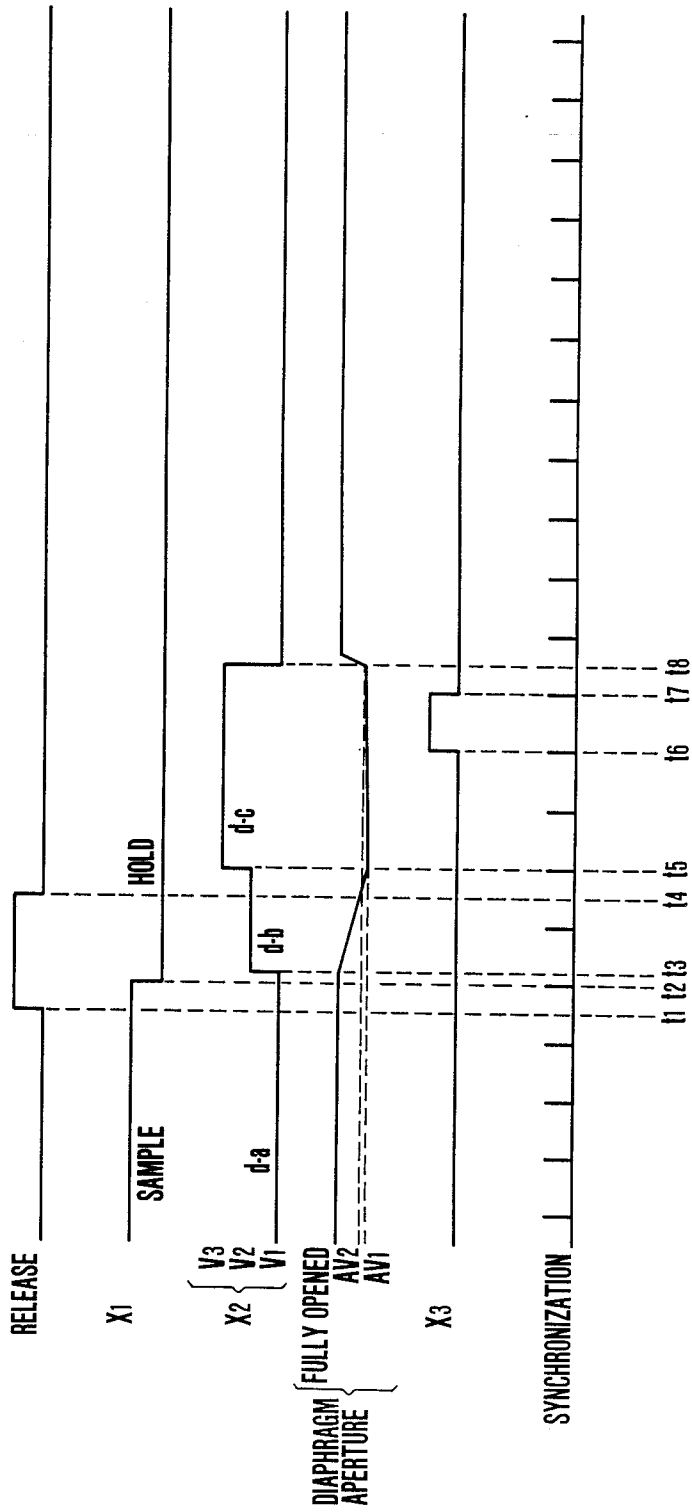 RELEASE
X1
SAMPLE
HOLD
X2
V3
V2
V1
d-a
d-b
d-c
DIAPHRAGM
APERTURE
FULLY OPENED
AV2
AV1
X3
SYNCHRONIZATION
t1 t2 t3 t4 t5 t6 t7 t8